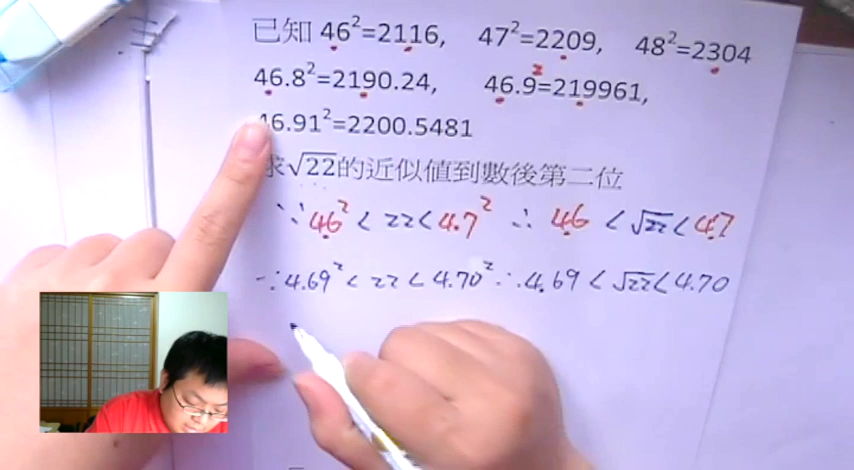 已知 46²=2116, 47²=2209, 48²=2304
46.8²=2190.24, 46.9²=219961,
46.91²=2200.5481
求√22的近似值到數後第二位
∵ 4.6² < 22 < 4.7² ∴ 4.6 < √22 < 4.7
∵ 4.69² < 22 < 4.70² ∴ 4.69 < √22 < 4.70